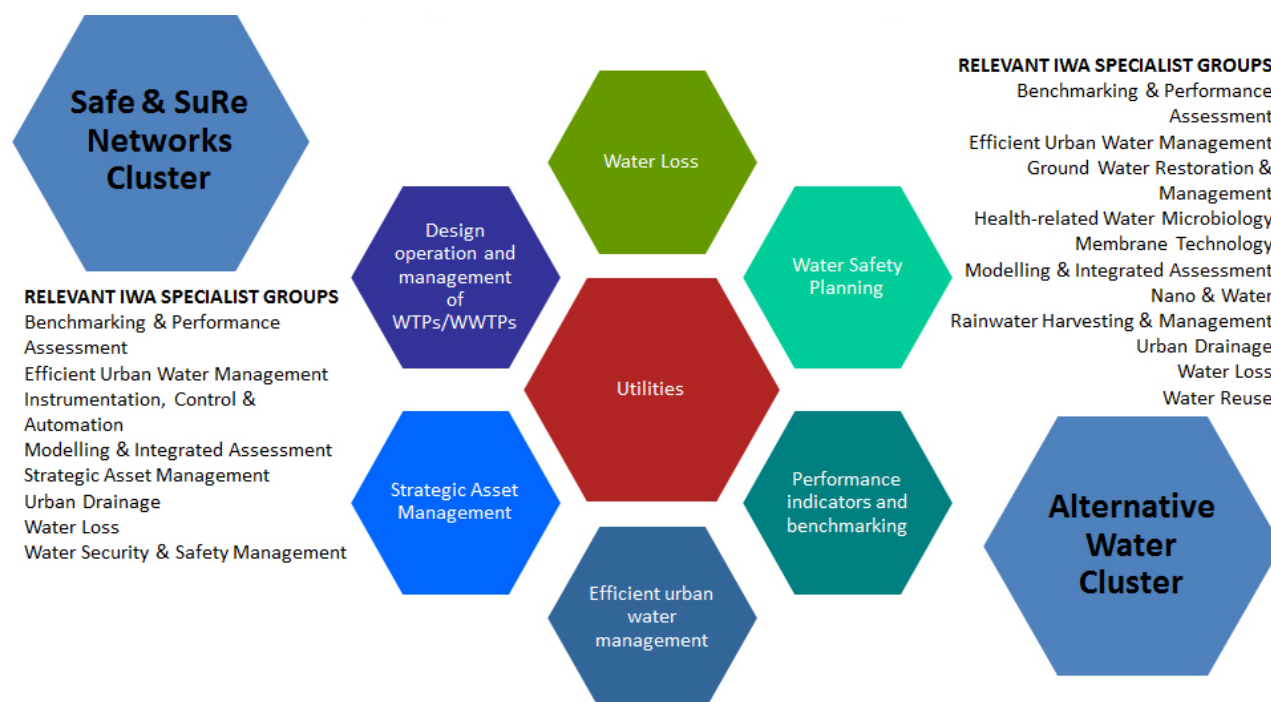 Safe & SuRe
Networks
Cluster
RELEVANT IWA SPECIALIST GROUPS
Benchmarking & Performance
Assessment
Efficient Urban Water Management
Instrumentation, Control &
Automation
Modelling & Integrated Assessment
Strategic Asset Management
Urban Drainage
Water Loss
Water Security & Safety Management
Water Loss
Design
operation and
management
of
WTPs/WWTPs
Water Safety
Planning
Utilities
Strategic Asset
Management
Performance
indicators and
benchmarking
Efficient urban
water
management
RELEVANT IWA SPECIALIST GROUPS
Benchmarking & Performance
Assessment
Efficient Urban Water Management
Ground Water Restoration &
Management
Health-related Water Microbiology
Membrane Technology
Modelling & Integrated Assessment
Nano & Water
Rainwater Harvesting & Management
Urban Drainage
Water Loss
Water Reuse
Alternative
Water
Cluster